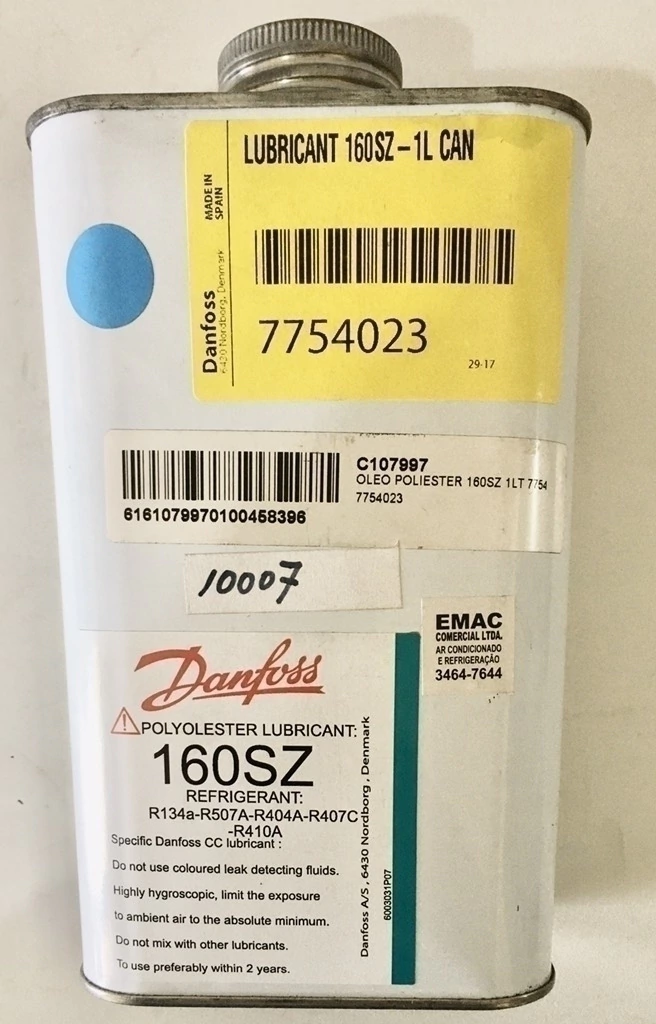 LUBRICANT 160SZ-1L CAN
MADE IN
SPAIN
Danfoss
6430 Nordborg, Denmark
7754023
29-17
C107997
OLEO POLIESTER 160SZ 1LT 7754
7754023
6161079970100458396
10007
EMAC
COMERCIAL LTDA.
AR CONDICIONADO
E REFRIGERAÇÃO
3464-7644
Danfoss
POLYOLESTER LUBRICANT:
160SZ
REFRIGERANT:
R134a-R507A-R404A-R407C
-R410A
Specific Danfoss CC lubricant :
Do not use coloured leak detecting fluids.
Highly hygroscopic, limit the exposure
to ambient air to the absolute minimum.
Do not mix with other lubricants.
To use preferably within 2 years.
Danfoss A/S, 6430 Nordborg, Denmark
6003031P07